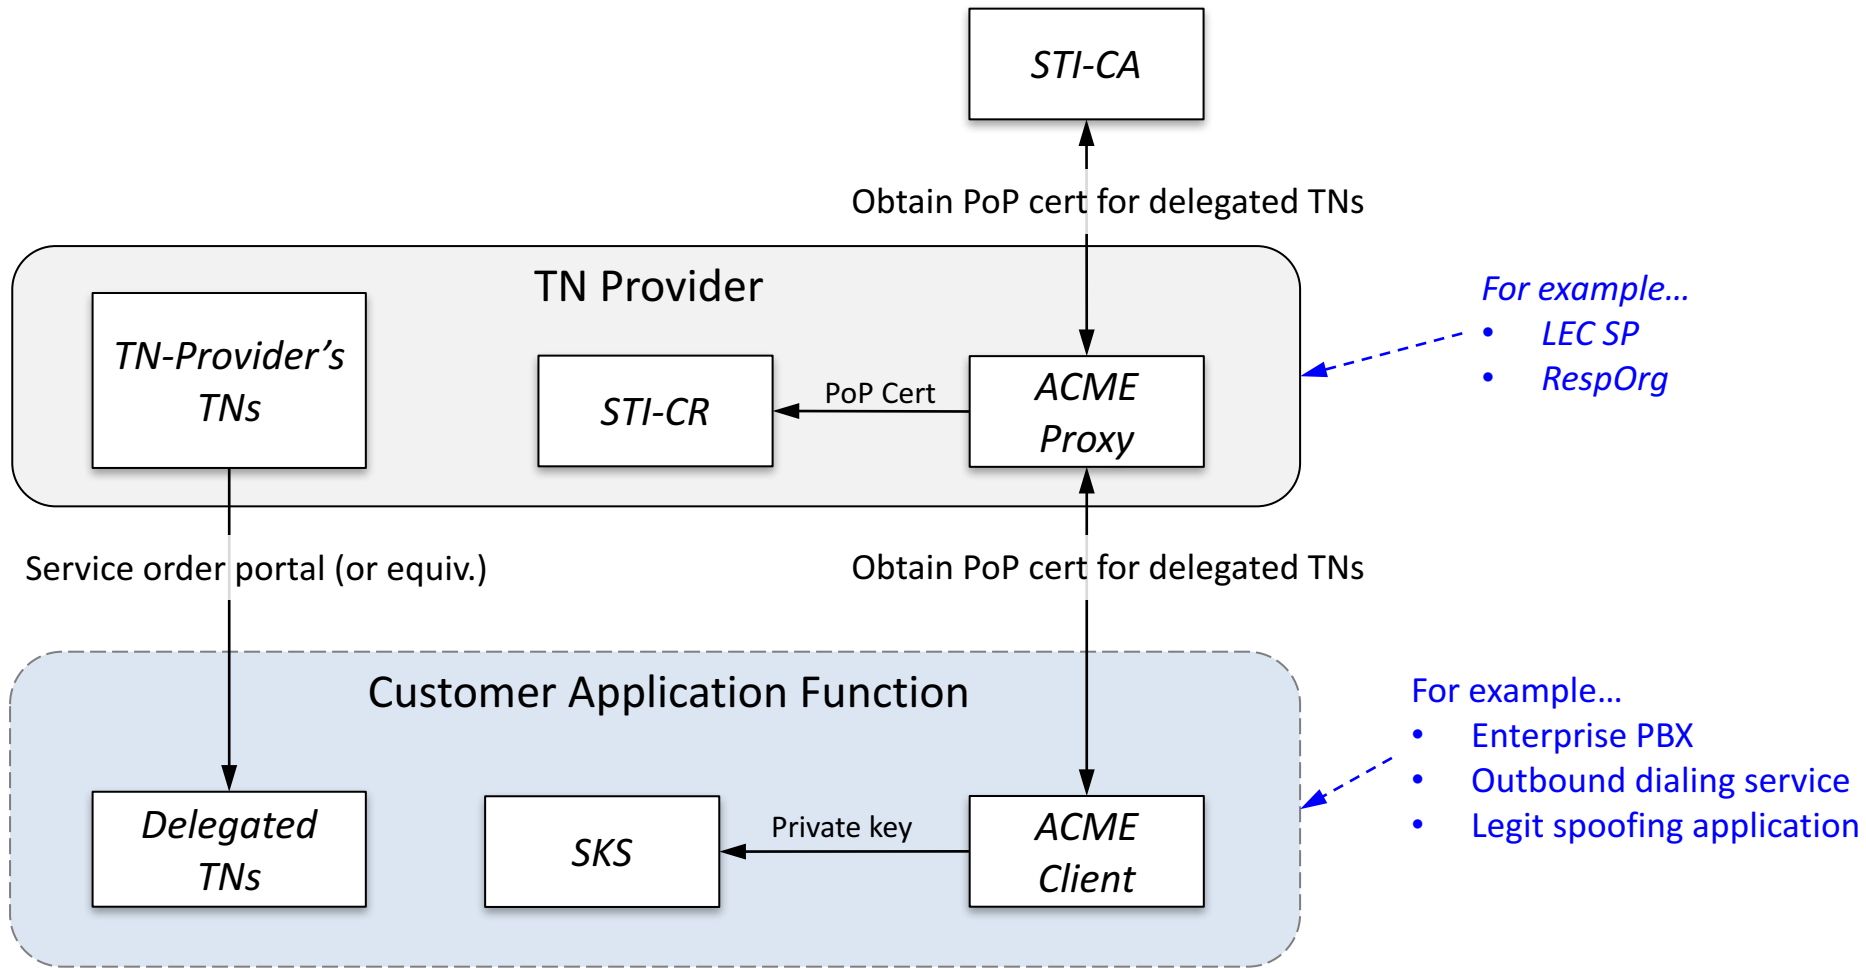 STI-CA
Obtain PoP cert for delegated TNs
TN Provider
TN-Provider’s
TNs
STI-CR
PoP Cert
ACME
Proxy
For example...
• LEC SP
• RespOrg
Service order portal (or equiv.)
Obtain PoP cert for delegated TNs
Customer Application Function
Delegated
TNs
SKS
Private key
ACME
Client
For example...
• Enterprise PBX
• Outbound dialing service
• Legit spoofing application